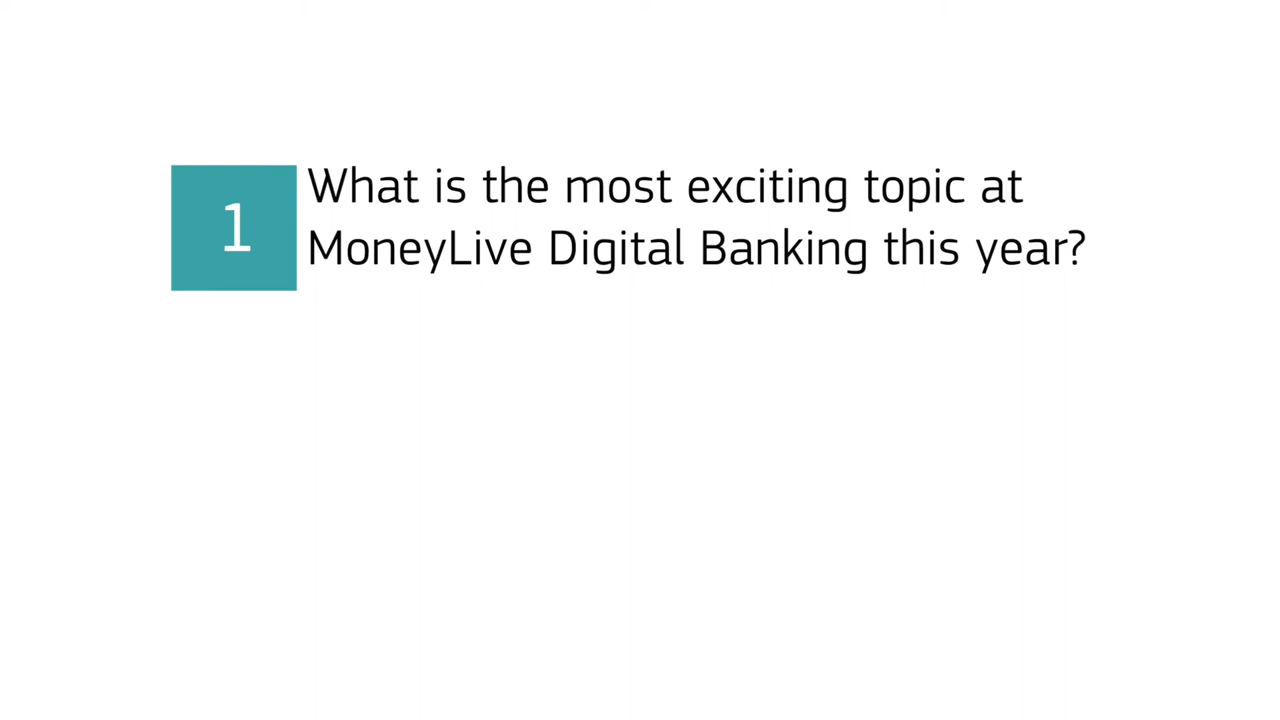 1
What is the most exciting topic at
MoneyLive Digital Banking this year?